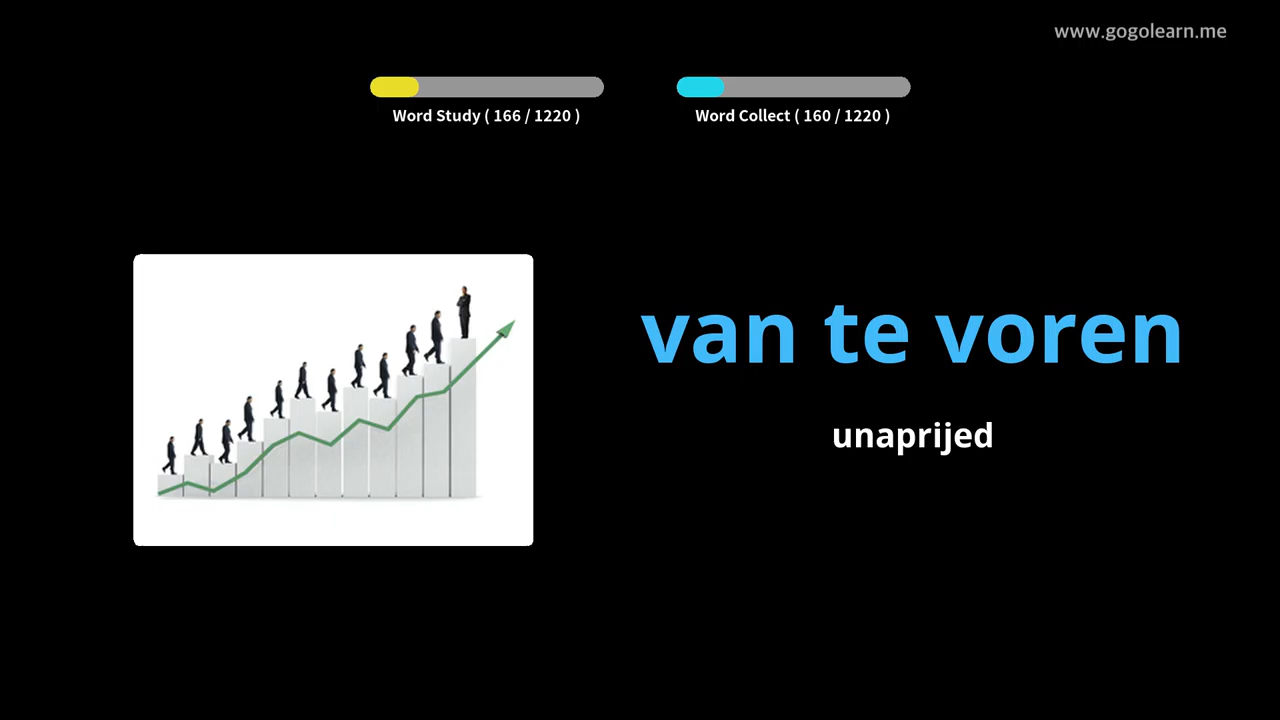 www.gogolearn.me
Word Study ( 166 / 1220 )
Word Collect ( 160 / 1220 )
van te voren
unaprijed